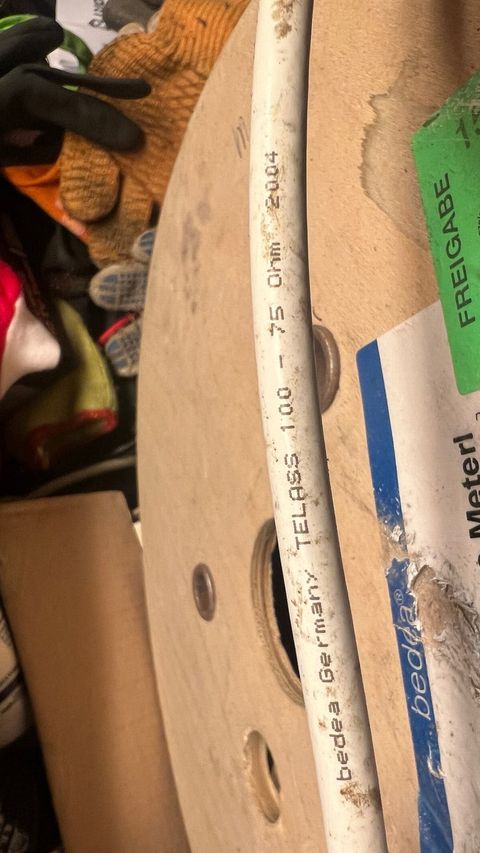 bedea Germany TELASS 100 - 75 Ohm 2004
FREIGABE
bedea®
Meterl